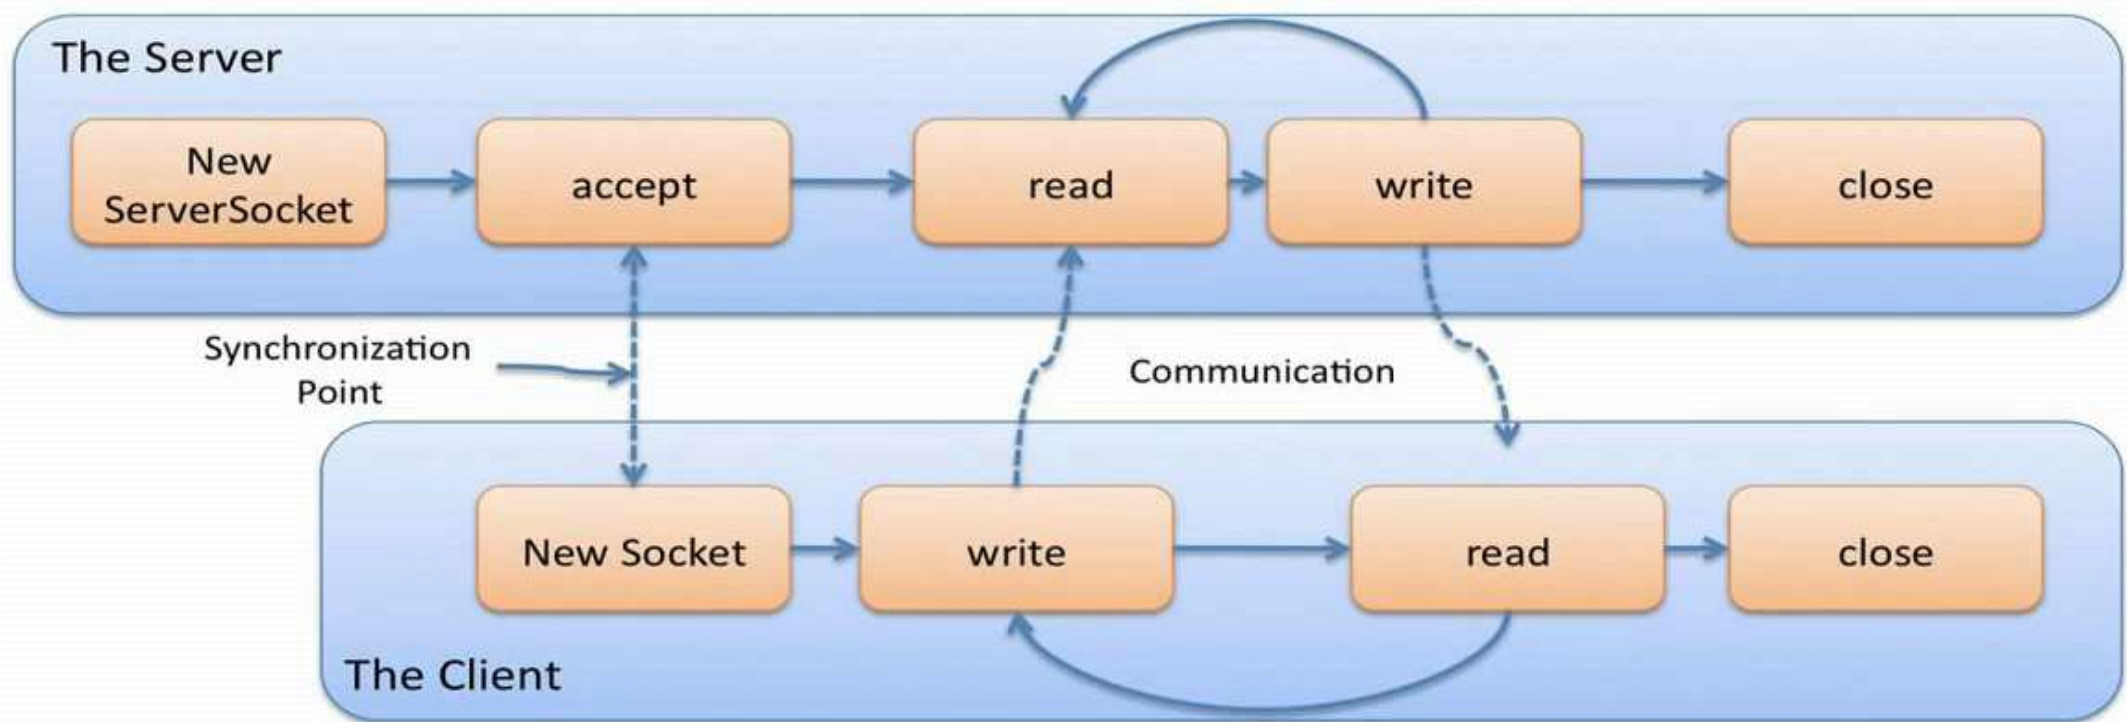 The Server
New
ServerSocket
accept
read
write
close
Synchronization
Point
Communication
New Socket
write
read
close
The Client